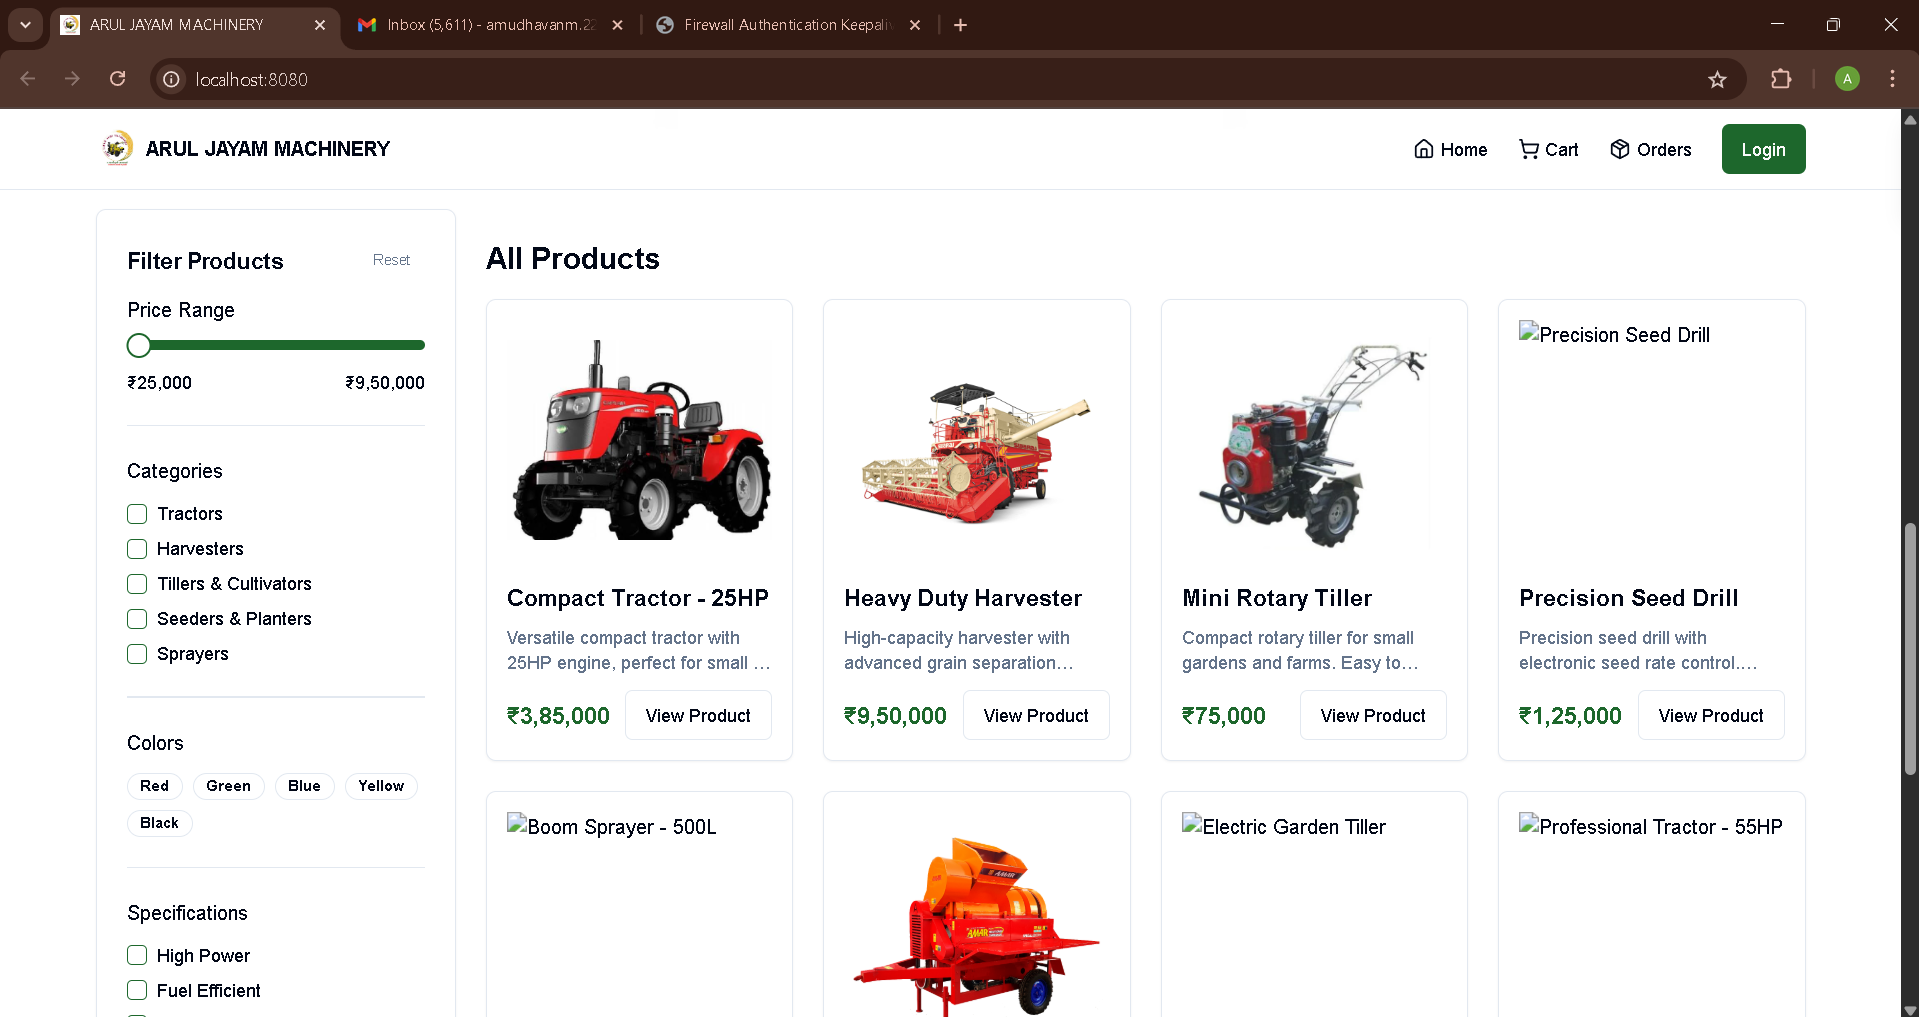 ARUL JAYAM MACHINERY
Inbox (5,611) - amudhavanm.22
Firewall Authentication Keepaliv
localhost:8080
A
ARUL JAYAM MACHINERY
Home
Cart
Orders
Login
Filter Products
Reset
Price Range
₹25,000
₹9,50,000
Categories
Tractors
Harvesters
Tillers & Cultivators
Seeders & Planters
Sprayers
Colors
Red
Green
Blue
Yellow
Black
Specifications
High Power
Fuel Efficient
All Products
Compact Tractor - 25HP
Versatile compact tractor with
25HP engine, perfect for small ...
₹3,85,000
View Product
Heavy Duty Harvester
High-capacity harvester with
advanced grain separation...
₹9,50,000
View Product
Mini Rotary Tiller
Compact rotary tiller for small
gardens and farms. Easy to...
₹75,000
View Product
Precision Seed Drill
Precision Seed Drill
Precision seed drill with
electronic seed rate control....
₹1,25,000
View Product
Boom Sprayer - 500L
AMAR
AMAR
Electric Garden Tiller
Professional Tractor - 55HP